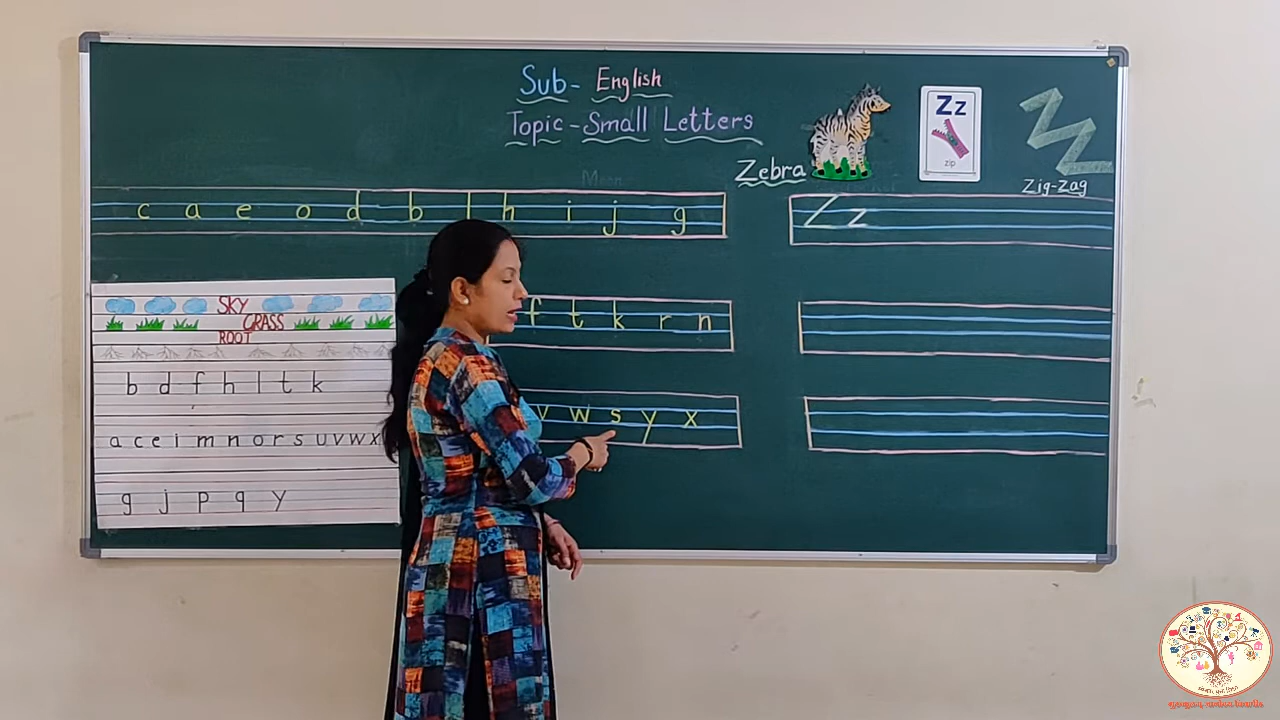 Sub- English
Topic - Small Letters
Zebra
Zz
zip
Zig-Zag
c a e o d b l h i j g
Z z
SKY
GRASS
ROOT
f t k r n
b d f h l t k
v w s y x
a c e i m n o r s u v w x
g j p q y